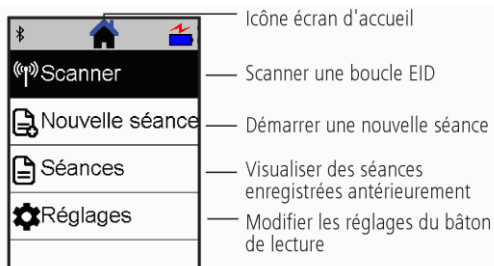 Icône écran d'accueil
Scanner
Scanner une boucle EID
Nouvelle séance
Démarrer une nouvelle séance
Séances
Visualiser des séances
enregistrées antérieurement
Réglages
Modifier les réglages du bâton
de lecture